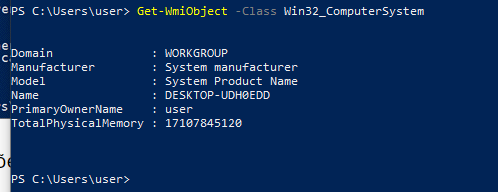 PS C:\Users\user> Get-WmiObject -Class Win32_ComputerSystem
Domain : WORKGROUP
Manufacturer : System manufacturer
Model : System Product Name
Name : DESKTOP-UDH0EDD
PrimaryOwnerName : user
TotalPhysicalMemory : 17107845120
PS C:\Users\user>